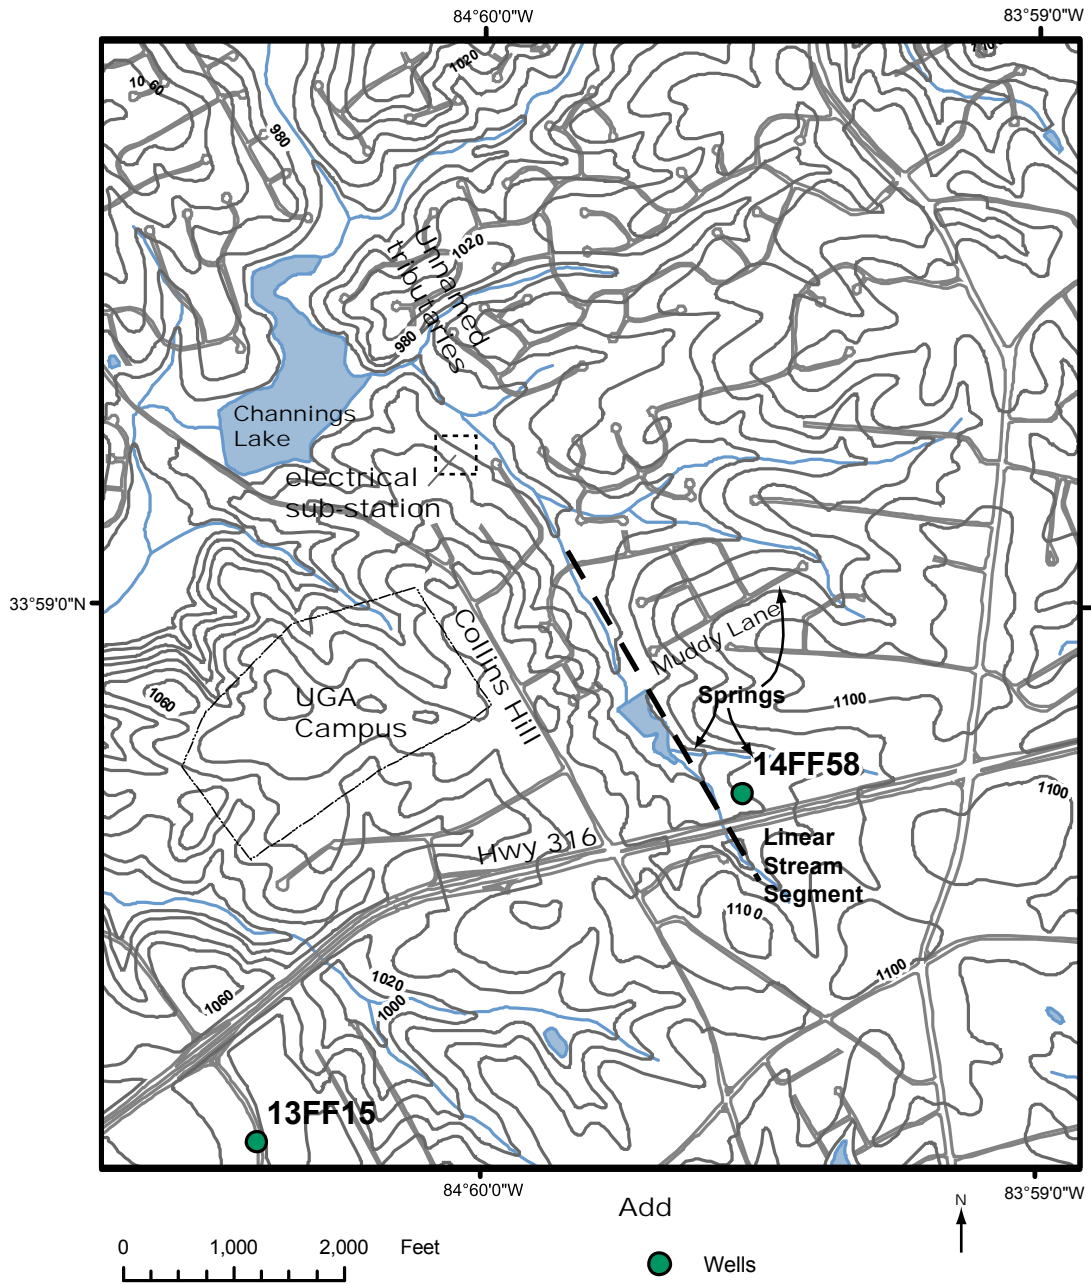 84°60'0"W
83°59'0"W
1020
1100
1060
980
Unnamed
tributaries
1020
980
Channings
Lake
electrical
sub-station
33°59'0"N
Collins Hill
Muddy Lane
1060
UGA
Campus
Springs
1100
14FF58
1100
Hwy 316
Linear
Stream
Segment
1100
1100
1020
1060
1000
13FF15
84°60'0"W
83°59'0"W
Add
N
0 1,000 2,000 Feet
Wells